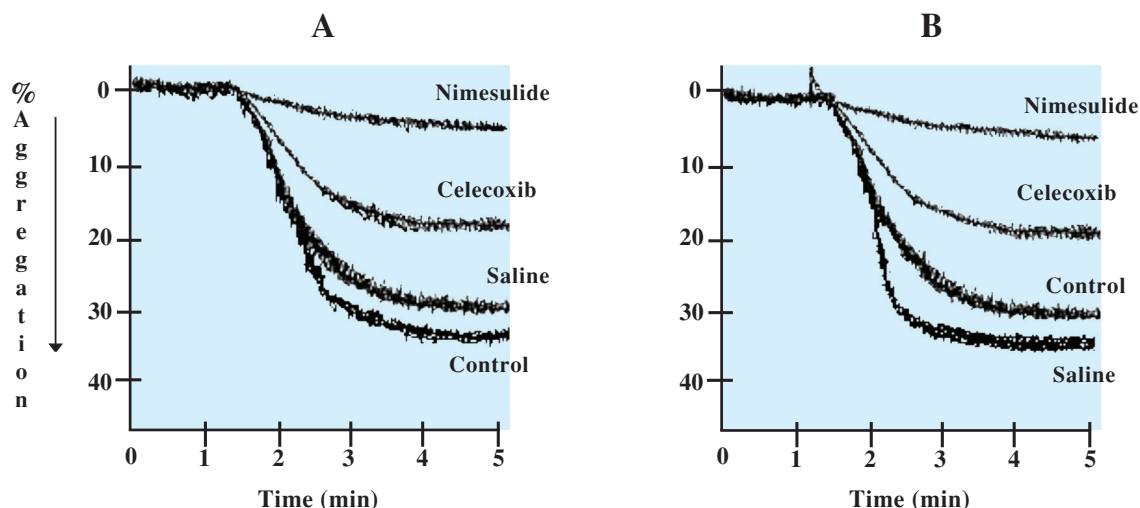 A
%
A
g
g
r
e
g
a
t
i
o
n
0
10
20
30
40
Nimesulide
Celecoxib
Saline
Control
0 1 2 3 4 5
Time (min)
B
0
10
20
30
40
Nimesulide
Celecoxib
Control
Saline
0 1 2 3 4 5
Time (min)